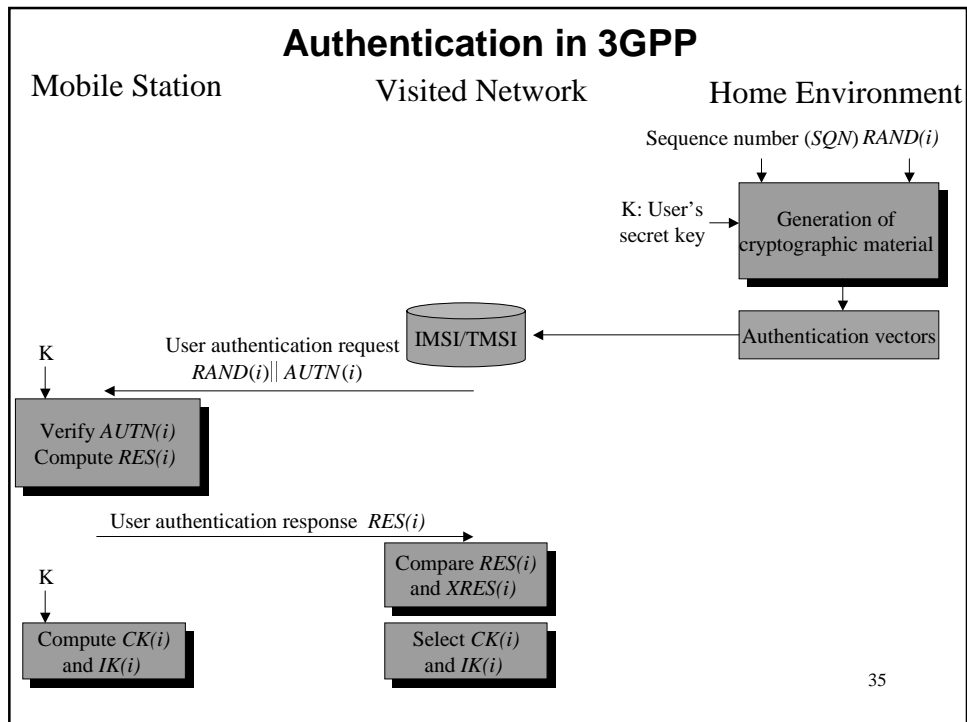 Authentication in 3GPP
Mobile Station
Visited Network
Home Environment
Sequence number (SQN) RAND(i)
K: User's
secret key
Generation of
cryptographic material
Authentication vectors
IMSI/TMSI
User authentication request
RAND(i)|| AUTN(i)
K
Verify AUTN(i)
Compute RES(i)
User authentication response RES(i)
Compare RES(i)
and XRES(i)
K
Compute CK(i)
and IK(i)
Select CK(i)
and IK(i)
35